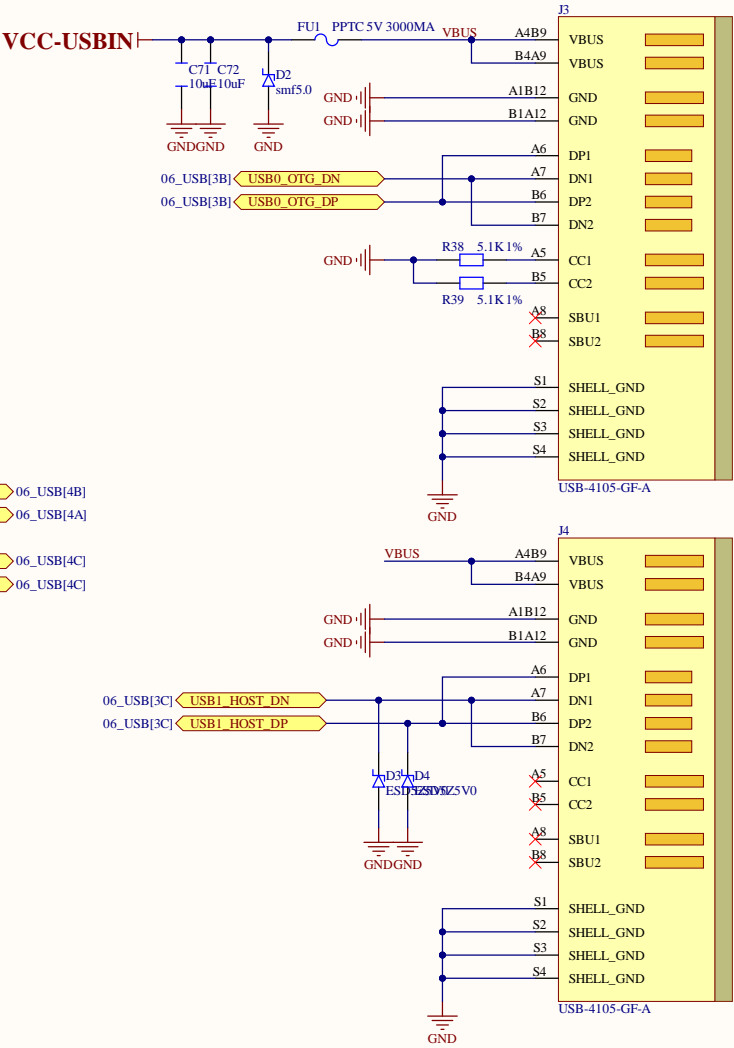 J3
FU1 PPTC 5V 3000MA VBUS A4B9 VBUS
VCC-USBIN
B4A9 VBUS
C71 C72 D2
10uF 10uF smf5.0
GND A1B12 GND
GND B1A12 GND
GND GND GND
A6 DP1
06_USB[3B] USB0_OTG_DN A7 DN1
06_USB[3B] USB0_OTG_DP B6 DP2
B7 DN2
R38 5.1K 1%
GND A5 CC1
B5 CC2
R39 5.1K 1%
A8 SBU1
B8 SBU2
S1 SHELL_GND
S2 SHELL_GND
S3 SHELL_GND
S4 SHELL_GND
GND
USB-4105-GF-A
06_USB[4B]
06_USB[4A]
J4
VBUS A4B9 VBUS
06_USB[4C]
B4A9 VBUS
06_USB[4C]
GND A1B12 GND
GND B1A12 GND
A6 DP1
06_USB[3C] USB1_HOST_DN A7 DN1
06_USB[3C] USB1_HOST_DP B6 DP2
B7 DN2
D3 D4
A5 CC1
B5 CC2
A8 SBU1
GND GND B8 SBU2
S1 SHELL_GND
S2 SHELL_GND
S3 SHELL_GND
S4 SHELL_GND
GND
USB-4105-GF-A